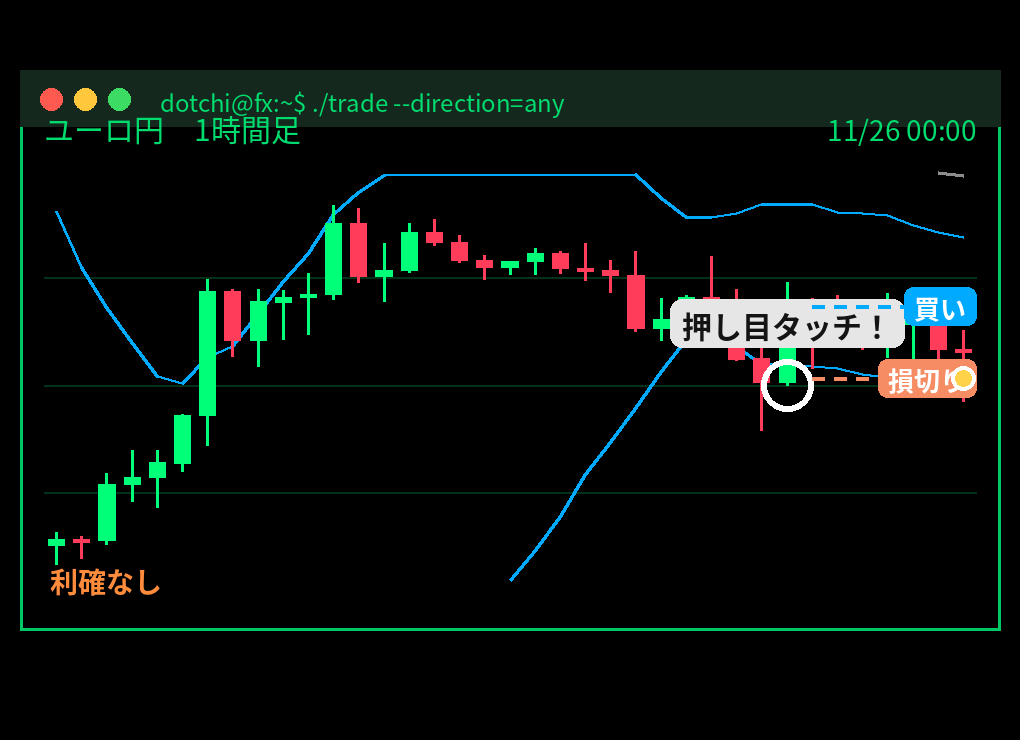 dotchi@fx:~$ ./trade --direction=any
ユーロ円 1時間足
11/26 00:00
買い
押し目タッチ！
損切り
利確なし